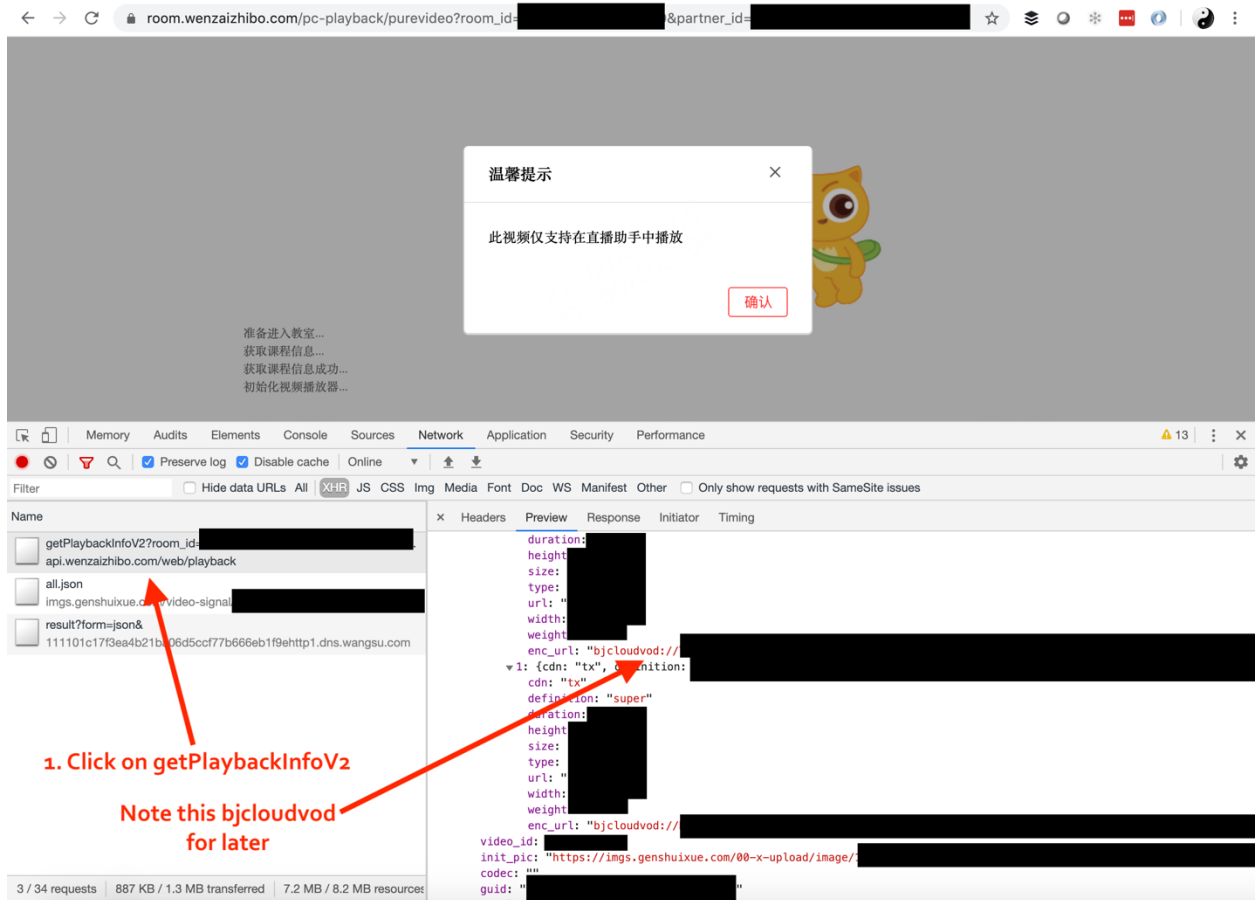 room.wenzaizhibo.com/pc-playback/purevideo?room_id= &partner_id=
温馨提示
此视频仅支持在直播助手中播放
确认
准备进入教室...
获取课程信息...
获取课程信息成功...
初始化视频播放器...
Memory Audits Elements Console Sources Network Application Security Performance 13
Preserve log Disable cache Online
Filter Hide data URLs All XHR JS CSS Img Media Font Doc WS Manifest Other Only show requests with SameSite issues
Name
Headers Preview Response Initiator Timing
getPlaybackInfoV2?room_id=
api.wenzaizhibo.com/web/playback
all.json
imgs.genshuixue. /video-signal/
result?form=json&
duration:
height
size:
type:
url: "
width:
weight
enc_url: "bjcloudvod://
1: {cdn: "tx", definition:
cdn: "tx"
definition: "super"
duration:
height
size:
type:
url: "
width:
weight
enc_url: "bjcloudvod://
video_id:
init_pic: "https://imgs.genshuixue.com/00-x-upload/image/
codec: ""
guid: " "
1. Click on getPlaybackInfoV2
Note this bjcloudvod
for later
3 / 34 requests 887 KB / 1.3 MB transferred 7.2 MB / 8.2 MB resources